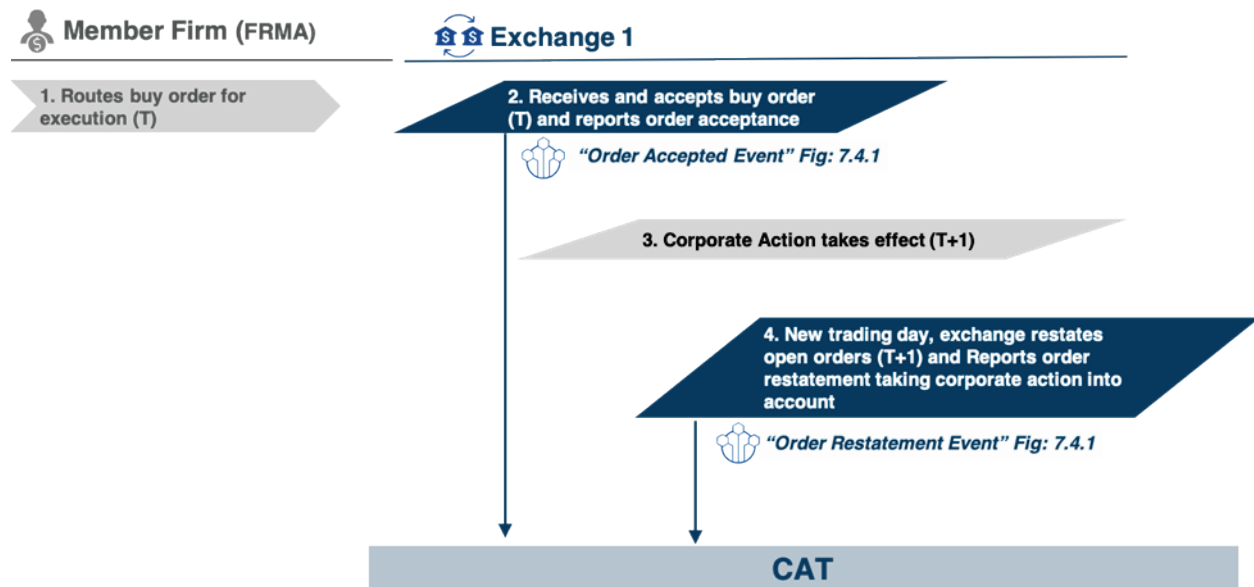 Member Firm (FRMA)
Exchange 1
1. Routes buy order for
execution (T)
2. Receives and accepts buy order
(T) and reports order acceptance
“Order Accepted Event” Fig: 7.4.1
3. Corporate Action takes effect (T+1)
4. New trading day, exchange restates
open orders (T+1) and Reports order
restatement taking corporate action into
account
“Order Restatement Event” Fig: 7.4.1
CAT